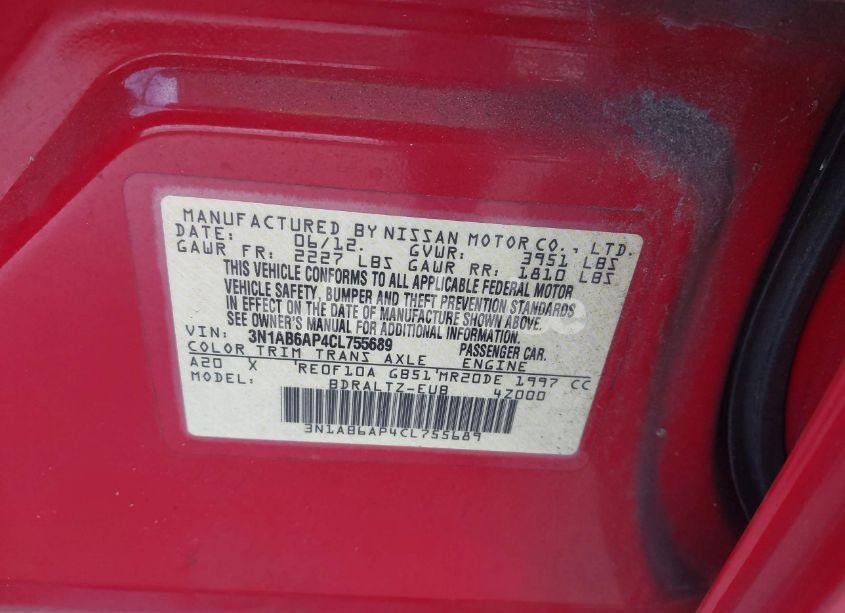 MANUFACTURED BY NISSAN MOTOR CO., LTD.
DATE: 06/12. GVWR: 3951 LBS
GAWR FR: 2227 LBS GAWR RR: 1810 LBS
THIS VEHICLE CONFORMS TO ALL APPLICABLE FEDERAL MOTOR
VEHICLE SAFETY, BUMPER AND THEFT PREVENTION STANDARDS
IN EFFECT ON THE DATE OF MANUFACTURE SHOWN ABOVE.
SEE OWNER'S MANUAL FOR ADDITIONAL INFORMATION.
VIN: 3N1AB6AP4CL755689 PASSENGER CAR.
COLOR TRIM TRANS AXLE ENGINE
A20 X 'RE0F10A GB51'MR20DE 1997 CC
MODEL: BDRALTZ-EUB 4Z000
3N1AB6AP4CL755689